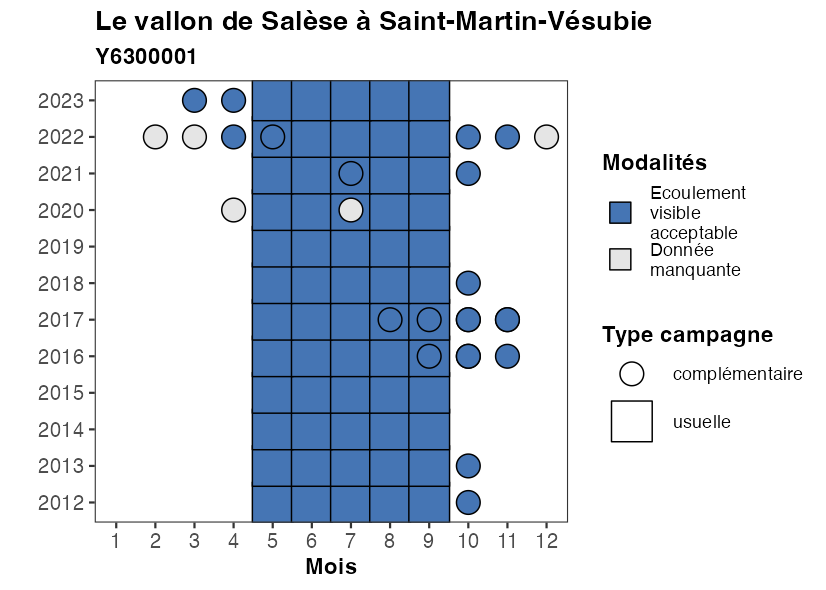 Le vallon de Salèse à Saint-Martin-Vésubie
Y6300001
2023
2022
2021
2020
2019
2018
2017
2016
2015
2014
2013
2012
1 2 3 4 5 6 7 8 9 10 11 12
Mois
Modalités
Ecoulement
visible
acceptable
Donnée
manquante
Type campagne
complémentaire
usuelle